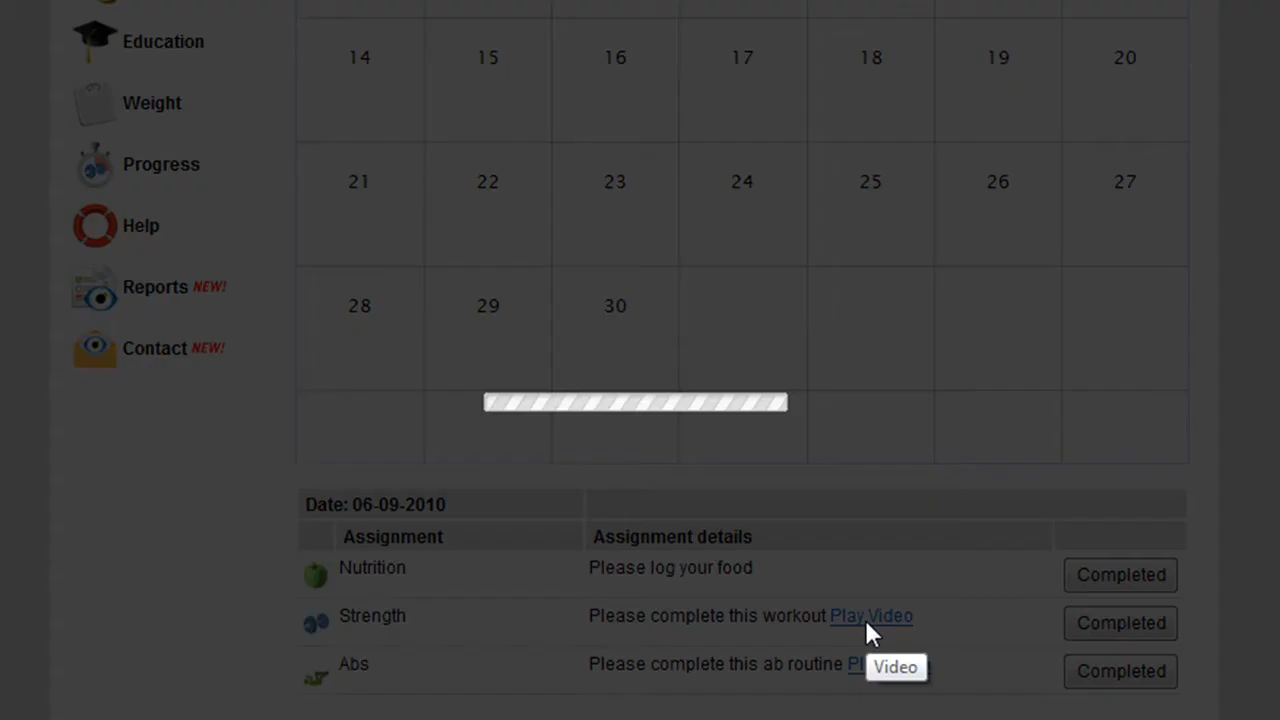 Education
Weight
Progress
Help
Reports NEW!
Contact NEW!
14 15 16 17 18 19 20
21 22 23 24 25 26 27
28 29 30
Date: 06-09-2010
Assignment Assignment details
Nutrition Please log your food Completed
Strength Please complete this workout Play Video Completed
Abs Please complete this ab routine Pl Completed
Video